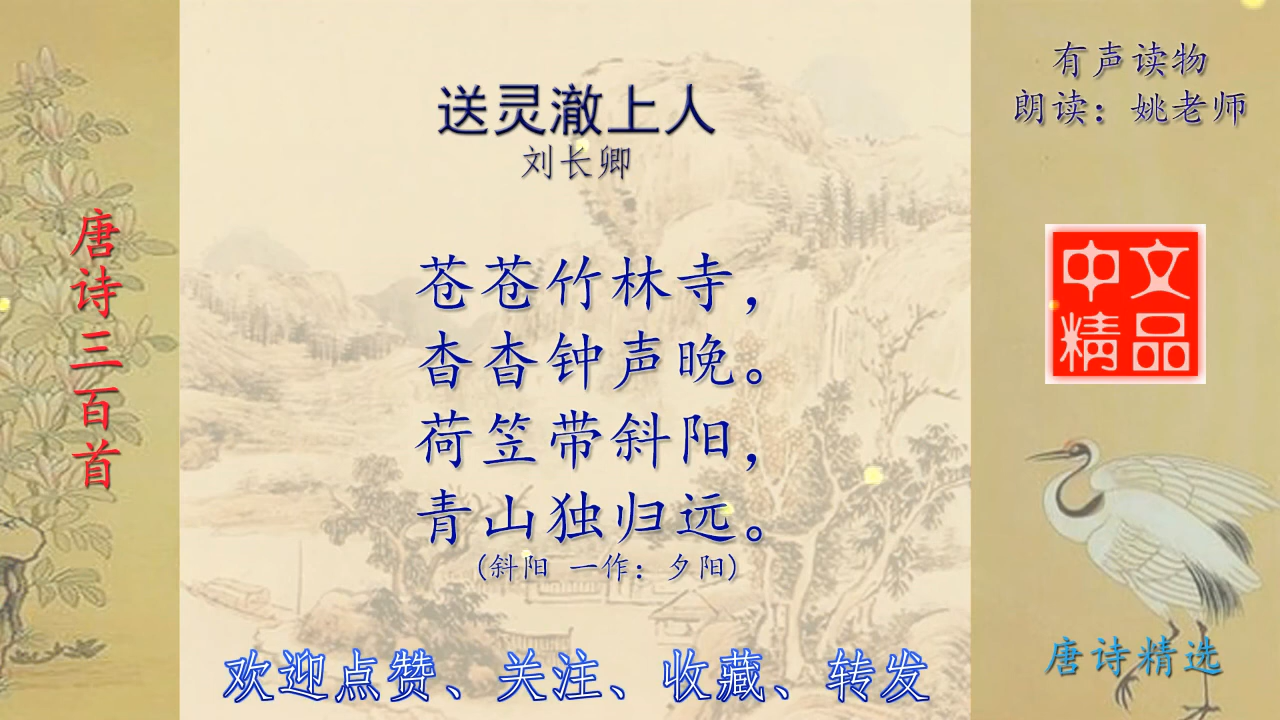 送灵澈上人
刘长卿
苍苍竹林寺，
杳杳钟声晚。
荷笠带斜阳，
青山独归远。
(斜阳 一作：夕阳)
欢迎点赞、关注、收藏、转发
唐诗三百首
有声读物
朗读：姚老师
中文
精品
唐诗精选